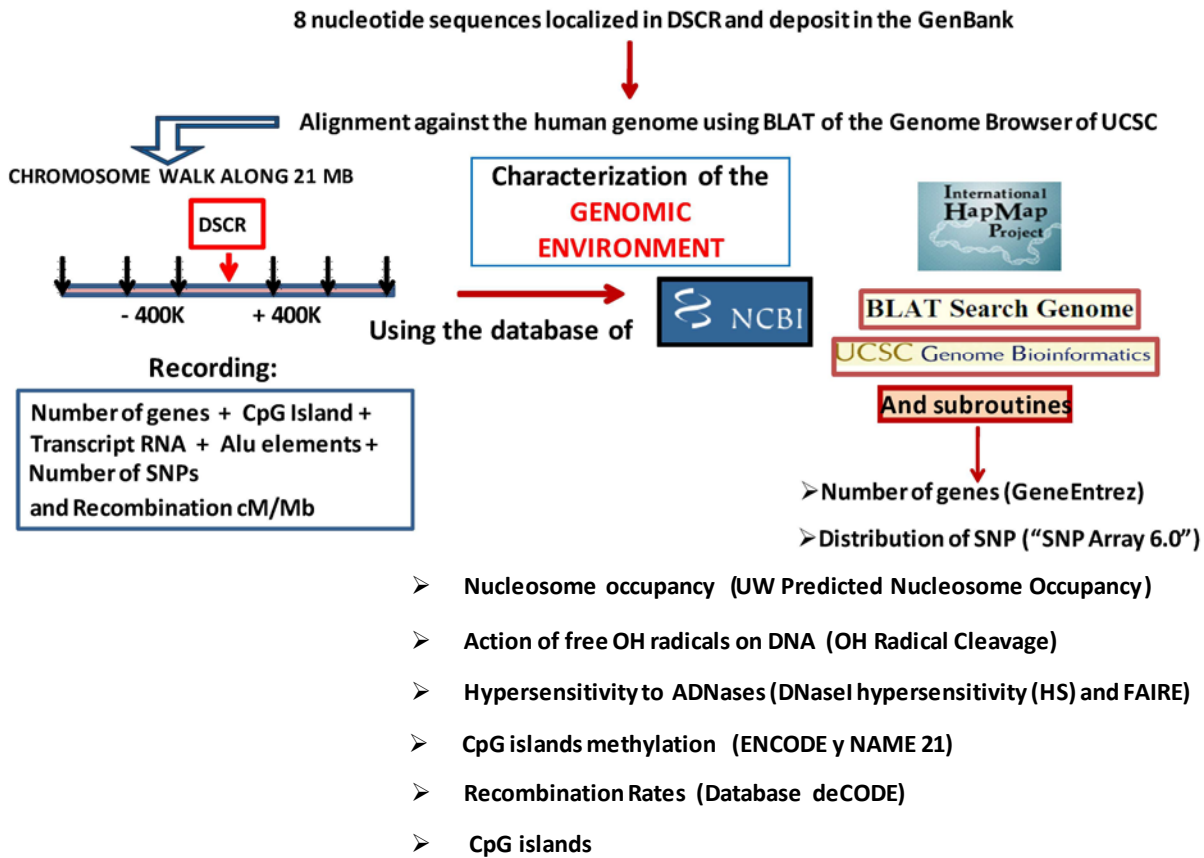 8 nucleotide sequences localized in DSCR and deposit in the GenBank
Alignment against the human genome using BLAT of the Genome Browser of UCSC
CHROMOSOME WALK ALONG 21 MB
DSCR
- 400K + 400K
Recording:
Number of genes + CpG Island +
Transcript RNA + Alu elements +
Number of SNPs
and Recombination cM/Mb
Characterization of the
GENOMIC
ENVIRONMENT
Using the database of
NCBI
International
HapMap
Project
BLAT Search Genome
UCSC Genome Bioinformatics
And subroutines
➢Number of genes (GeneEntrez)
➢Distribution of SNP (“SNP Array 6.0”)
➢ Nucleosome occupancy (UW Predicted Nucleosome Occupancy)
➢ Action of free OH radicals on DNA (OH Radical Cleavage)
➢ Hypersensitivity to ADNases (DNaseI hypersensitivity (HS) and FAIRE)
➢ CpG islands methylation (ENCODE y NAME 21)
➢ Recombination Rates (Database deCODE)
➢ CpG islands